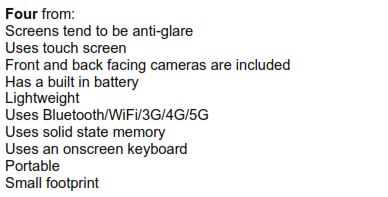 Four from:
Screens tend to be anti-glare
Uses touch screen
Front and back facing cameras are included
Has a built in battery
Lightweight
Uses Bluetooth/WiFi/3G/4G/5G
Uses solid state memory
Uses an onscreen keyboard
Portable
Small footprint